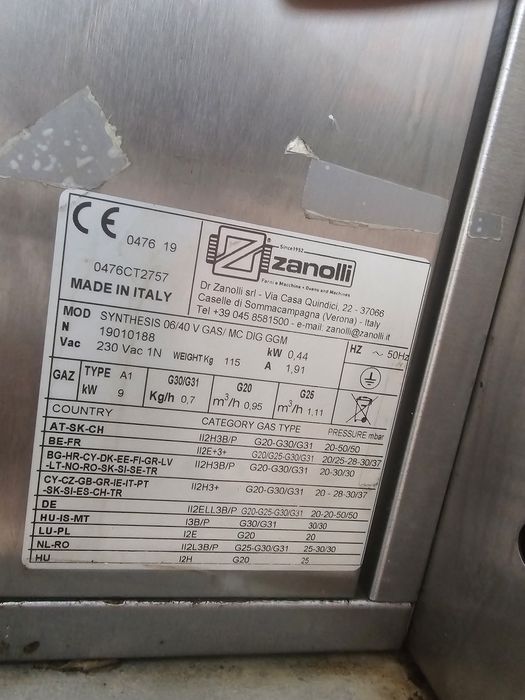 CE 0476 19
0476CT2757
MADE IN ITALY
Since1952
zanolli
Forni e Macchine - Ovens and Machines
Dr Zanolli srl - Via Casa Quindici, 22 - 37066
Caselle di Sommacampagna (Verona) - Italy
Tel +39 045 8581500 - e-mail: zanolli@zanolli.it
MOD SYNTHESIS 06/40 V GAS/ MC DIG GGM
N 19010188 kW 0,44 HZ ~ 50Hz
Vac 230 Vac 1N WEIGHT Kg 115 A 1,91
GAZ TYPE A1 G30/G31 G20 G25
kW 9 Kg/h 0,7 m³/h 0,95 m³/h 1,11
COUNTRY CATEGORY GAS TYPE PRESSURE mbar
AT-SK-CH II2H3B/P G20-G30/G31 20-50/50
BE-FR II2E+3+ G20/G25-G30/G31 20/25-28-30/37
BG-HR-CY-DK-EE-FI-GR-LV
-LT-NO-RO-SK-SI-SE-TR II2H3B/P G20-G30/G31 20-30/30
CY-CZ-GB-GR-IE-IT-PT
-SK-SI-ES-CH-TR II2H3+ G20-G30/G31 20 - 28-30/37
DE II2ELL3B/P G20-G25-G30/G31 20-20-50/50
HU-IS-MT I3B/P G30/G31 30/30
LU-PL I2E G20 20
NL-RO II2L3B/P G25-G30/G31 25-30/30
HU I2H G20 25